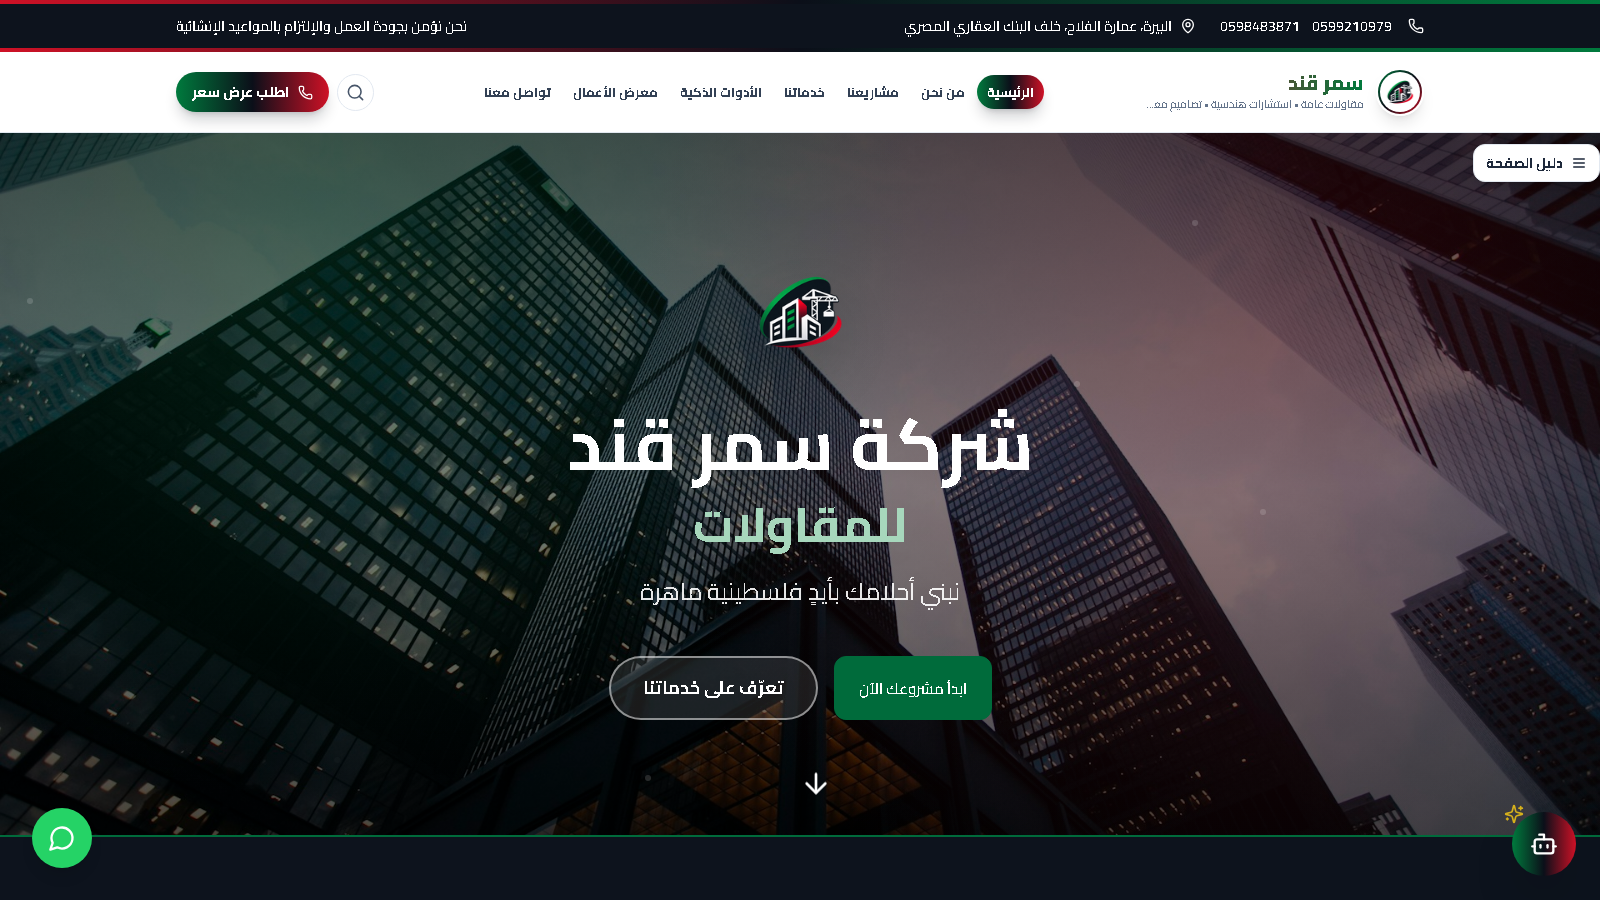 0599210979 0598483871 البيرة، عمارة الفلاح، خلف البنك العقاري المصري
نحن نؤمن بجودة العمل والإلتزام بالمواعيد الإنشائية
سمر قند
مقاولات عامة • استشارات هندسية • تصاميم مع...
الرئيسية من نحن مشاريعنا خدماتنا الأدوات الذكية معرض الأعمال تواصل معنا
اطلب عرض سعر
دليل الصفحة
شركة سمر قند
للمقاولات
نبني أحلامك بأيدٍ فلسطينية ماهرة
ابدأ مشروعك الآن
تعرّف على خدماتنا